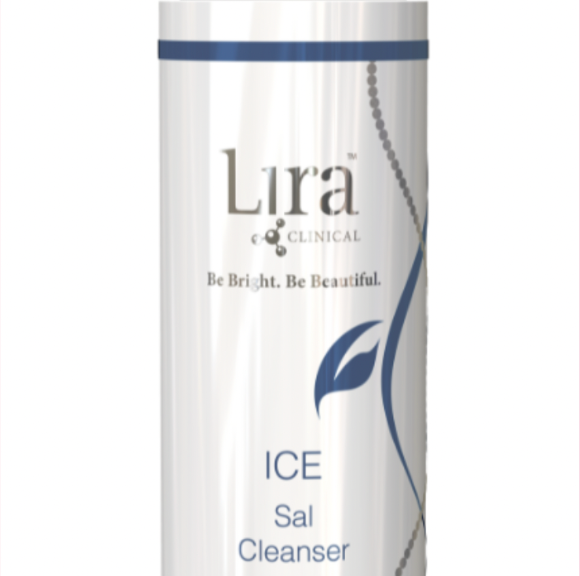 Lira™
CLINICAL
Be Bright. Be Beautiful.
ICE
Sal
Cleanser